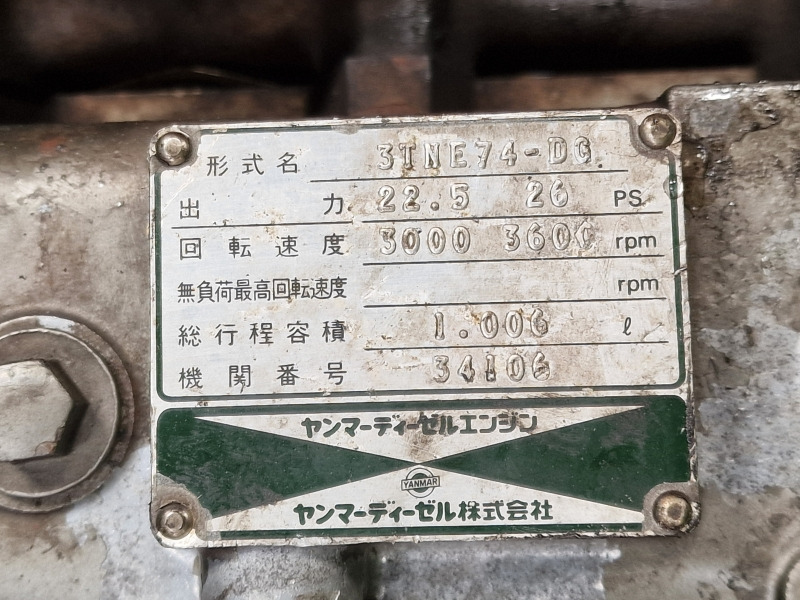 形式名 3TNE74-DG
出力 22.5 26 PS
回転速度 3000 3600 rpm
無負荷最高回転速度 rpm
総行程容積 1.006 ℓ
機関番号 34106
ヤンマーディーゼルエンジン
YANMAR
ヤンマーディーゼル株式会社